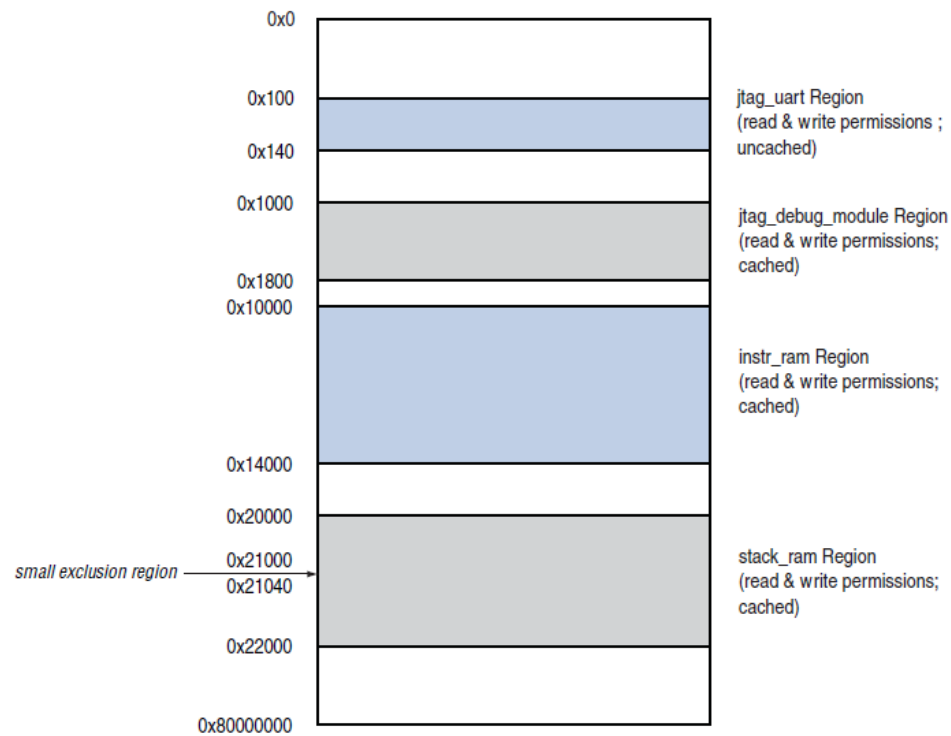 0x0
0x100
jtag_uart Region
(read & write permissions ;
uncached)
0x140
0x1000
jtag_debug_module Region
(read & write permissions;
cached)
0x1800
0x10000
instr_ram Region
(read & write permissions;
cached)
0x14000
0x20000
0x21000
small exclusion region
0x21040
stack_ram Region
(read & write permissions;
cached)
0x22000
0x80000000